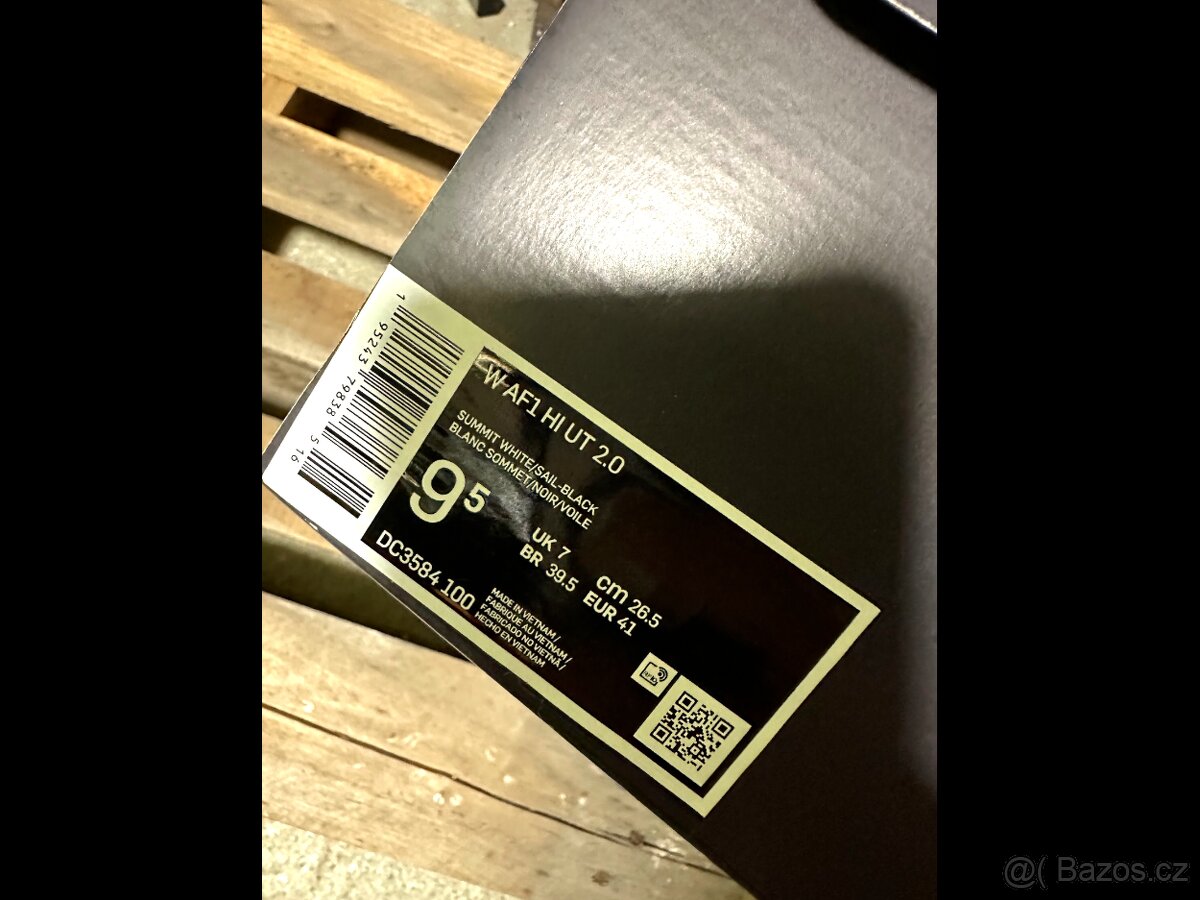 1 95243 79838 5 16
W AF1 HI UT 2.0
SUMMIT WHITE/SAIL-BLACK
BLANC SOMMET/NOIR/VOILE
9⁵
UK 7
BR 39.5
cm 26.5
EUR 41
DC3584 100
MADE IN VIETNAM/
FABRIQUE AU VIETNAM/
FABRICADO NO VIETNÃ/
HECHO EN VIETNAM
@( Bazos.cz